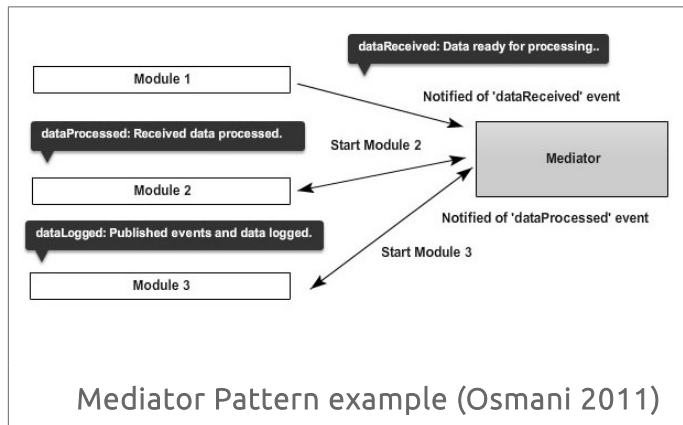 dataReceived: Data ready for processing..
Module 1
Notified of 'dataReceived' event
dataProcessed: Received data processed.
Start Module 2
Mediator
Module 2
Notified of 'dataProcessed' event
dataLogged: Published events and data logged.
Start Module 3
Module 3
Mediator Pattern example (Osmani 2011)